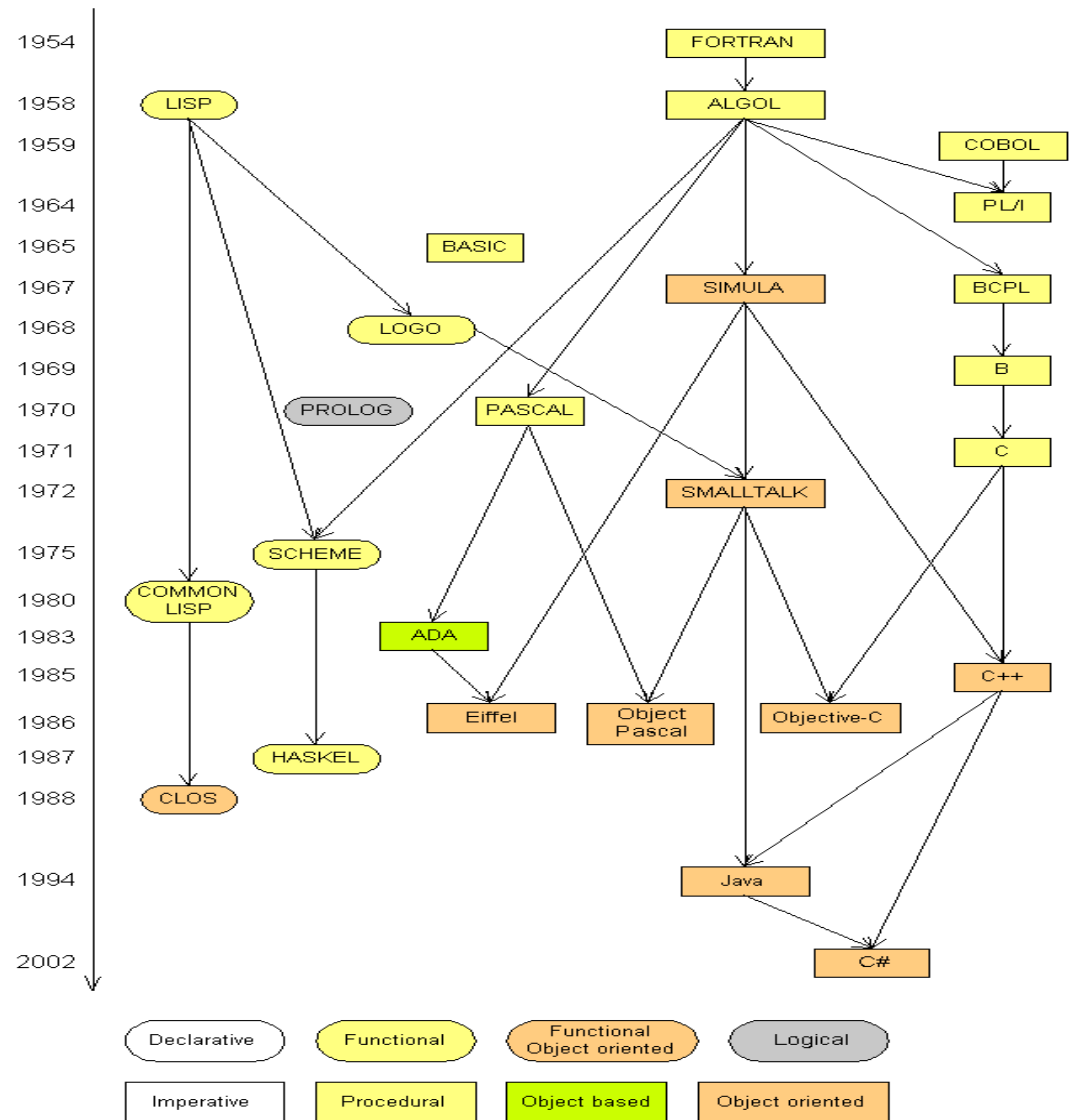 1954
FORTRAN
1958
LISP
ALGOL
1959
COBOL
1964
PL/I
1965
BASIC
1967
SIMULA
BCPL
1968
LOGO
1969
B
1970
PROLOG
PASCAL
1971
C
1972
SMALLTALK
1975
SCHEME
1980
COMMON
LISP
1983
ADA
1985
C++
1986
Eiffel
Object
Pascal
Objective-C
1987
HASKEL
1988
CLOS
1994
Java
2002
C#
Declarative
Functional
Functional
Object oriented
Logical
Imperative
Procedural
Object based
Object oriented